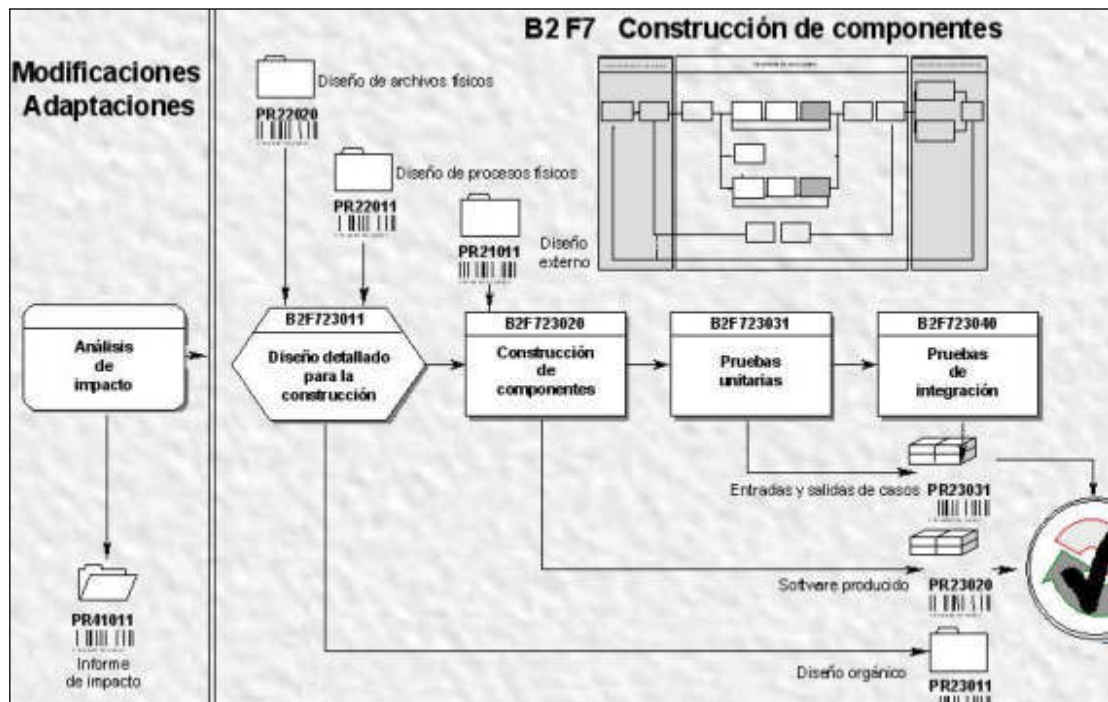 B2 F7 Construcción de componentes
Modificaciones
Adaptaciones
Diseño de archivos físicos
PR22020
Diseño de procesos físicos
PR22011
PR21011
Diseño
externo
Análisis
de
impacto
B2F723011
Diseño detallado
para la
construcción
B2F723020
Construcción
de
componentes
B2F723031
Pruebas
unitarias
B2F723040
Pruebas
de
integración
Entradas y salidas de casos
PR23031
Software producido
PR23020
PR41011
Informe
de impacto
Diseño orgánico
PR23011